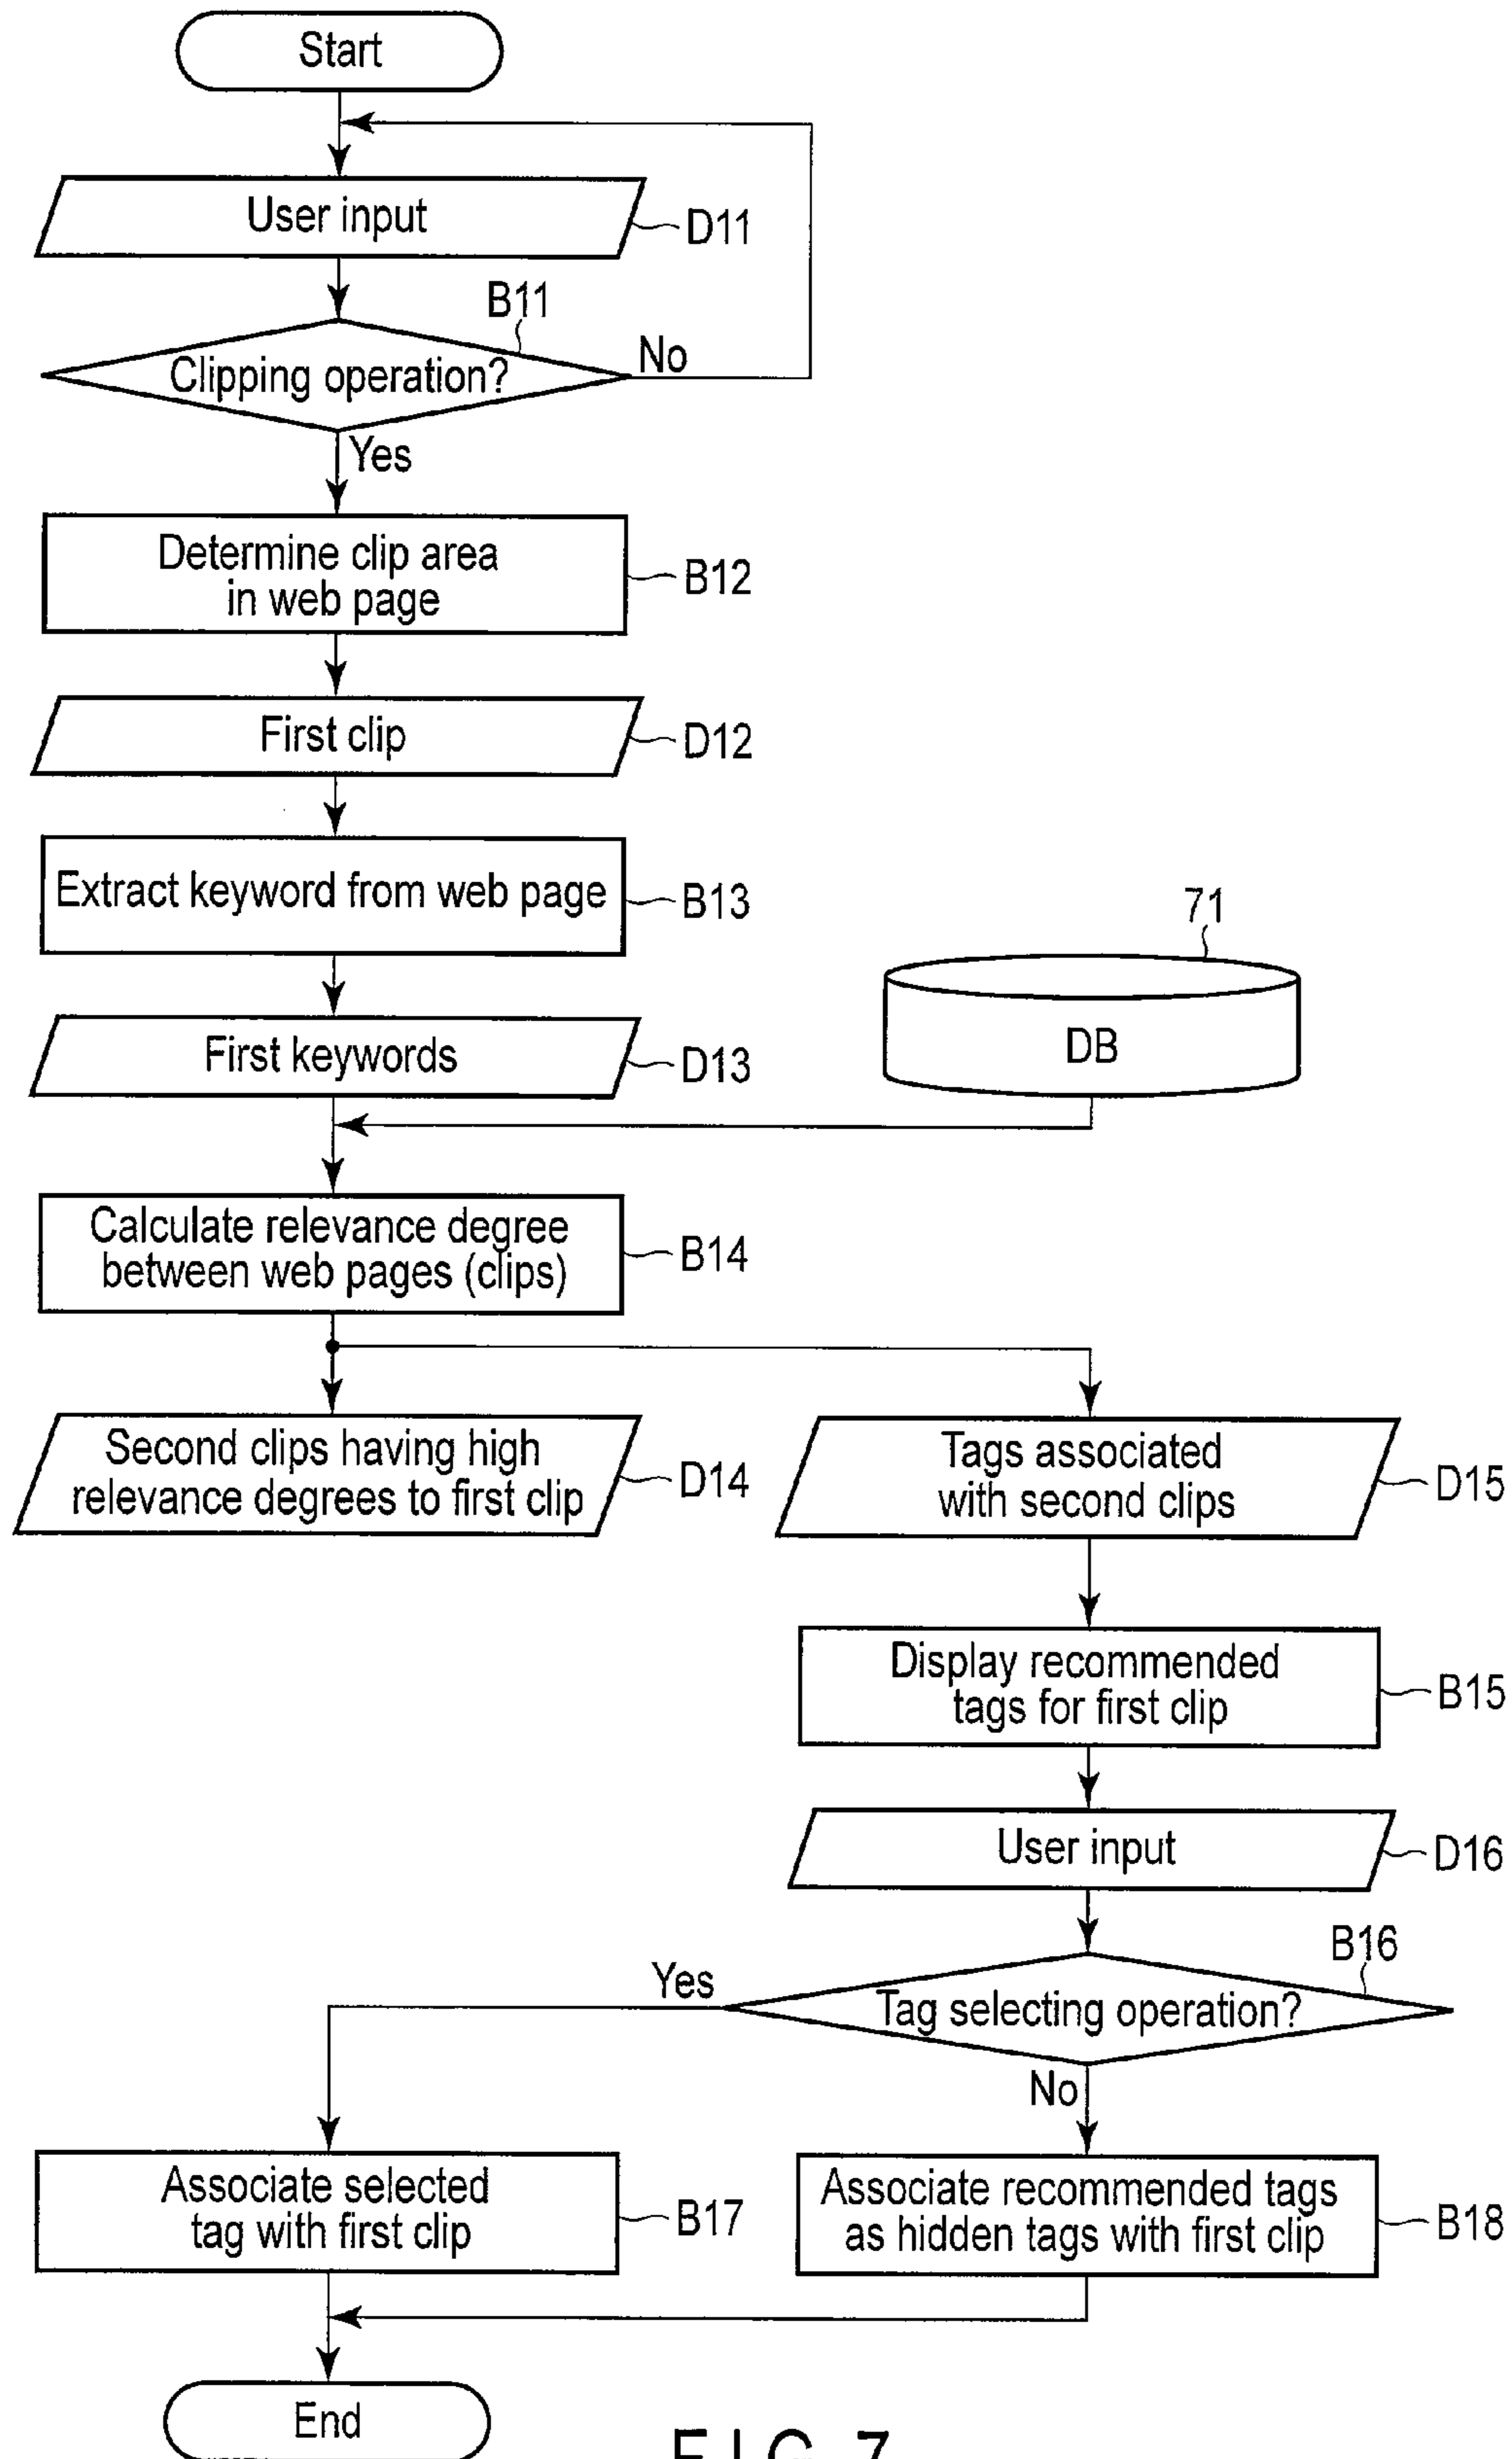 Start
User input
D11
B11
Clipping operation?
No
Yes
Determine clip area
in web page
B12
First clip
D12
Extract keyword from web page
B13
71
DB
First keywords
D13
Calculate relevance degree
between web pages (clips)
B14
Second clips having high
relevance degrees to first clip
D14
Tags associated
with second clips
D15
Display recommended
tags for first clip
B15
User input
D16
B16
Yes
Tag selecting operation?
No
Associate selected
tag with first clip
B17
Associate recommended tags
as hidden tags with first clip
B18
End
FIG. 7